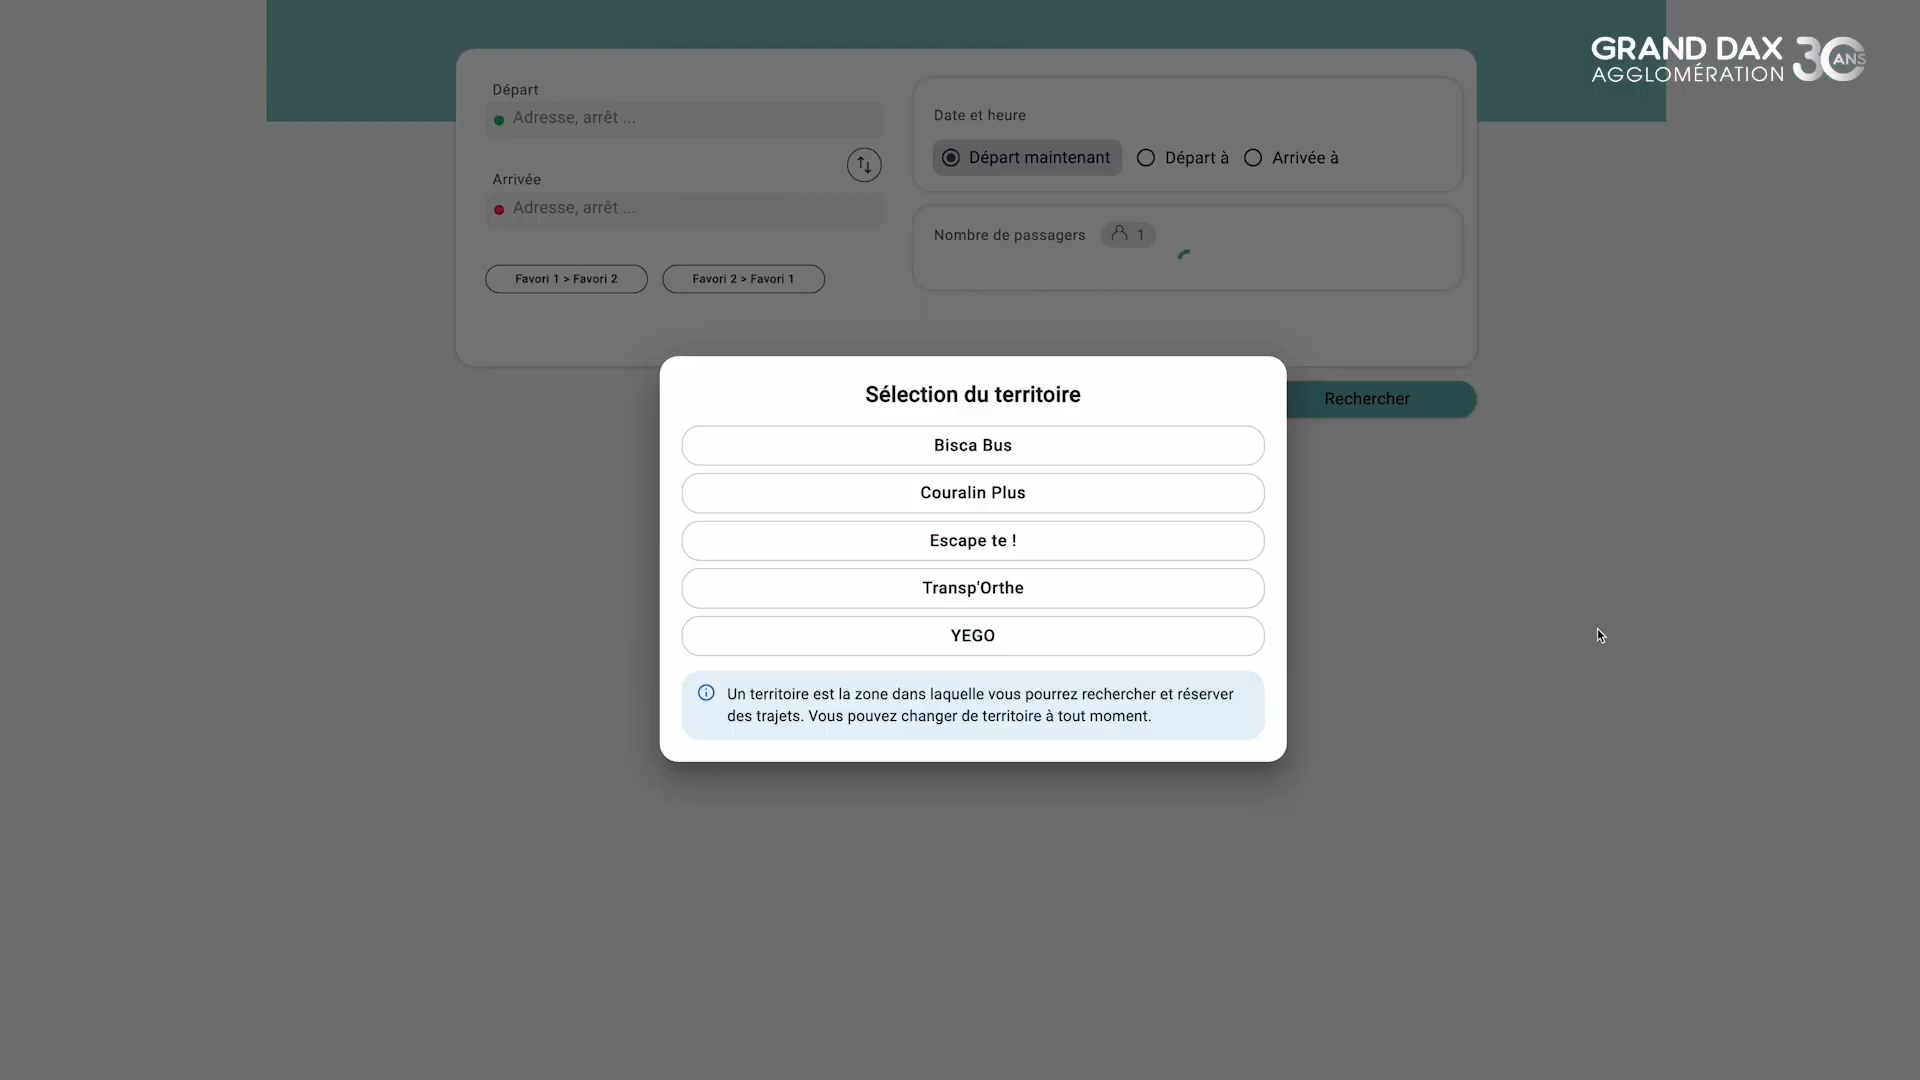 GRAND DAX
AGGLOMÉRATION
30 ANS
Départ
Adresse, arrêt ...
Arrivée
Adresse, arrêt ...
Favori 1 > Favori 2
Favori 2 > Favori 1
Date et heure
Départ maintenant
Départ à
Arrivée à
Nombre de passagers
1
Rechercher
Sélection du territoire
Bisca Bus
Couralin Plus
Escape te !
Transp'Orthe
YEGO
Un territoire est la zone dans laquelle vous pourrez rechercher et réserver
des trajets. Vous pouvez changer de territoire à tout moment.